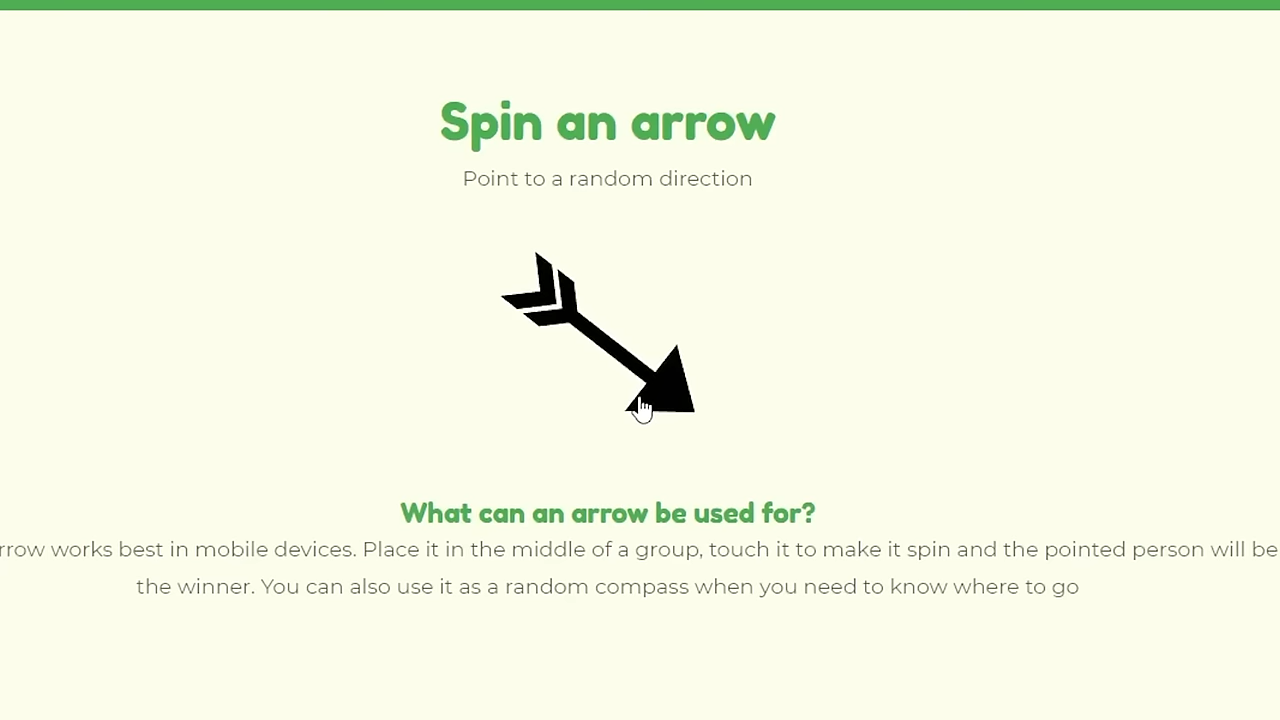 Spin an arrow
Point to a random direction
What can an arrow be used for?
works best in mobile devices. Place it in the middle of a group, touch it to make it spin and the pointed person will be
the winner. You can also use it as a random compass when you need to know where to go